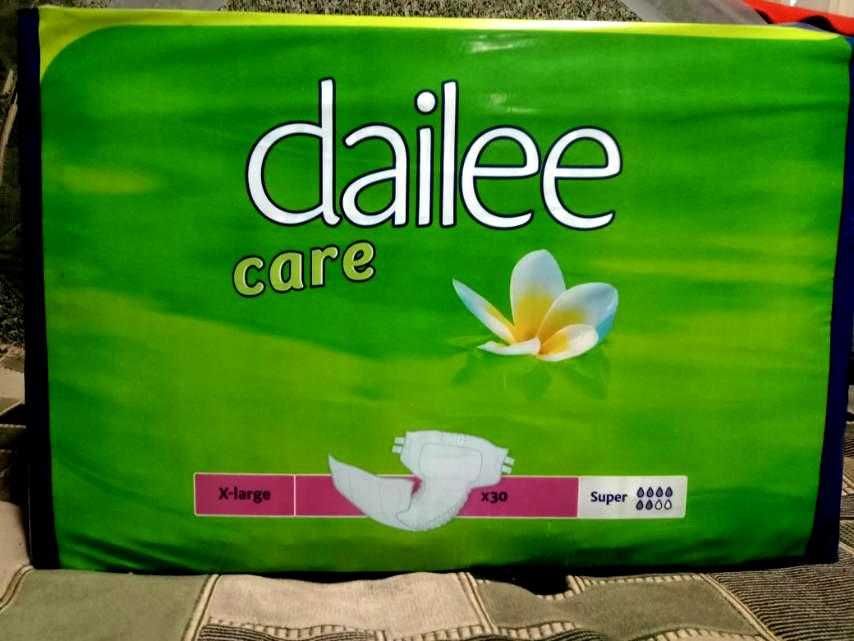 dailee
care
X-large x30 Super